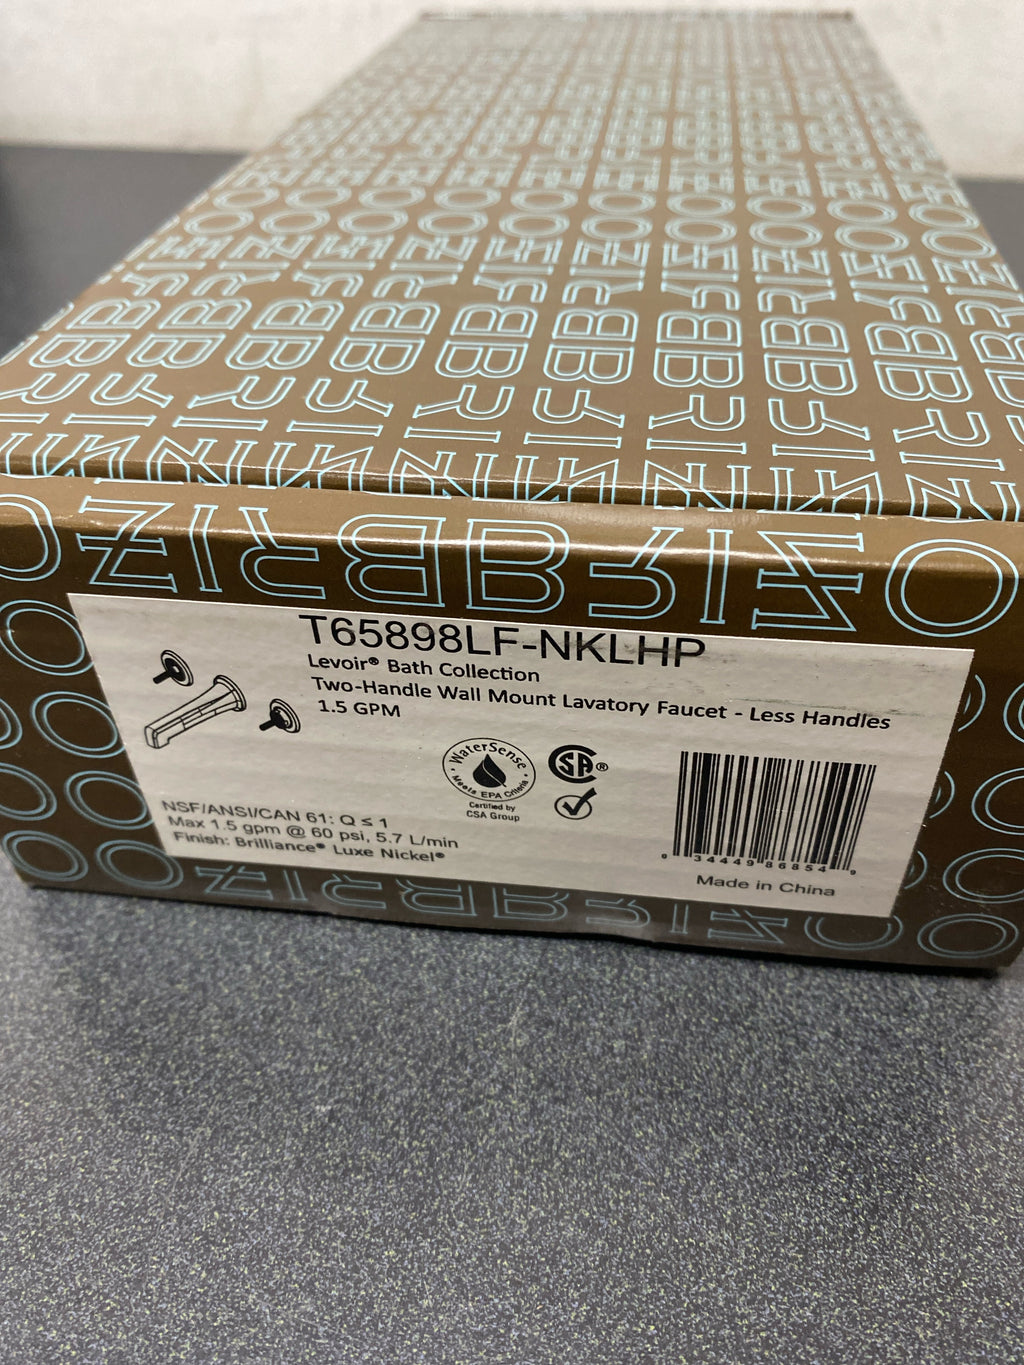 T65898LF-NKLHP
Levoir® Bath Collection
Two-Handle Wall Mount Lavatory Faucet - Less Handles
1.5 GPM
WaterSense
Meets EPA Criteria
Certified by
CSA Group
SA®
NSF/ANSI/CAN 61: Q ≤ 1
Max 1.5 gpm @ 60 psi, 5.7 L/min
Finish: Brilliance® Luxe Nickel®
0 34449 86854 9
Made in China